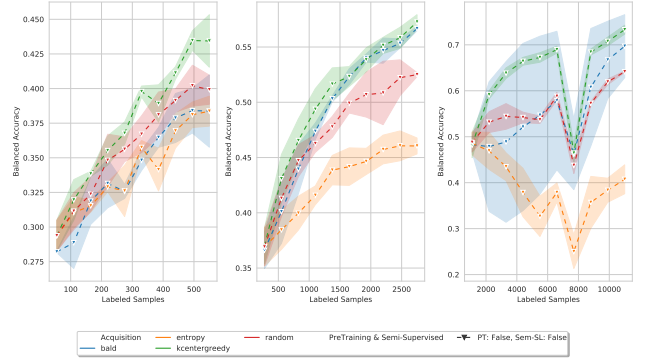 0.450
0.425
0.400
0.375
0.350
0.325
0.300
0.275
Balanced Accuracy
100 200 300 400 500
Labeled Samples
0.55
0.50
0.45
0.40
0.35
Balanced Accuracy
500 1000 1500 2000 2500
Labeled Samples
0.7
0.6
0.5
0.4
0.3
0.2
Balanced Accuracy
2000 4000 6000 8000 10000
Labeled Samples
Acquisition entropy random PreTraining & Semi-Supervised PT: False, Sem-SL: False
bald kcentergreedy